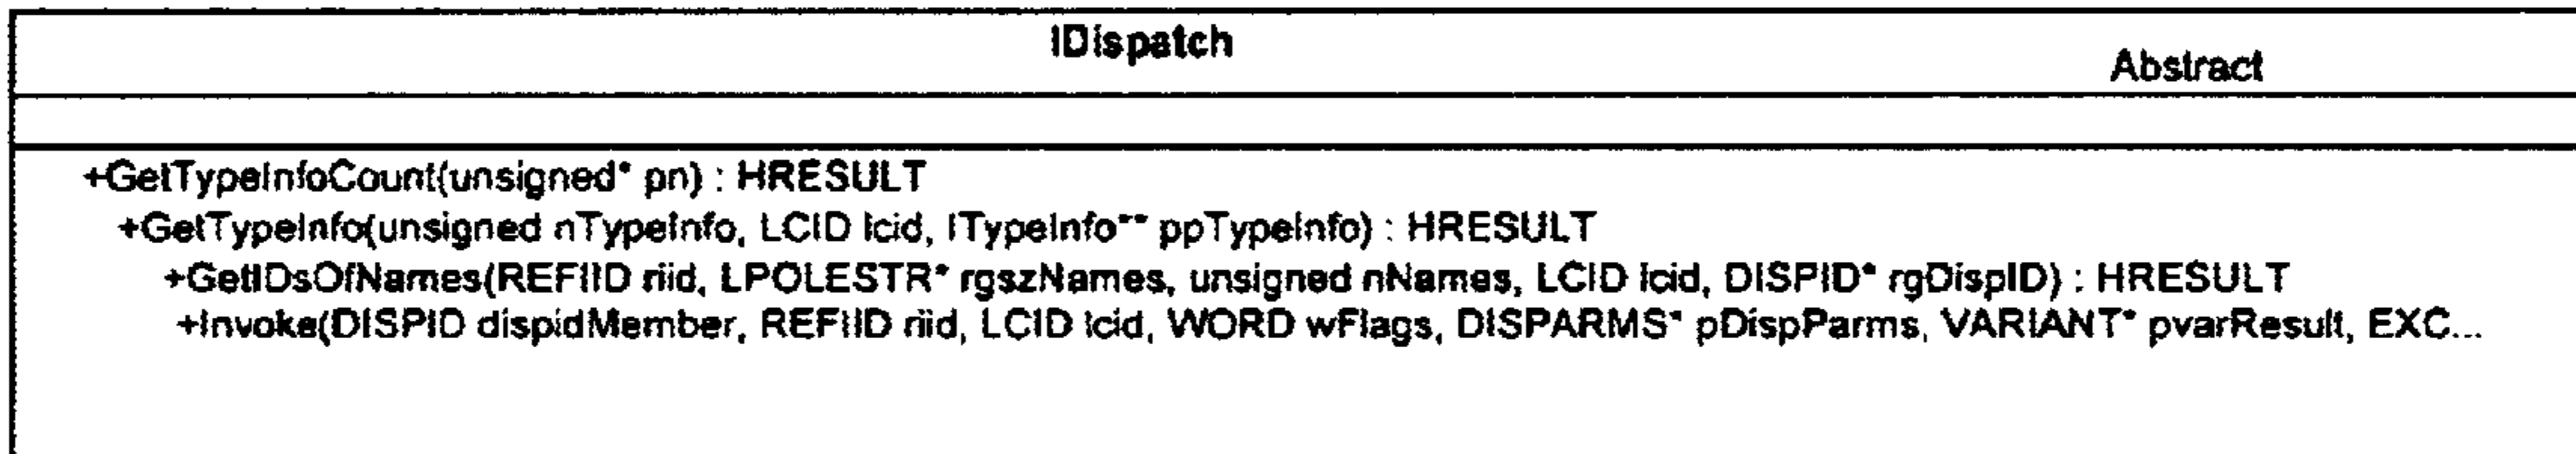 IDispatch
Abstract
+GetTypeInfoCount(unsigned* pn) : HRESULT
+GetTypeInfo(unsigned nTypeInfo, LCID lcid, ITypeInfo** ppTypeInfo) : HRESULT
+GetIDsOfNames(REFIID riid, LPOLESTR* rgszNames, unsigned nNames, LCID lcid, DISPID* rgDispID) : HRESULT
+Invoke(DISPID dispidMember, REFIID riid, LCID lcid, WORD wFlags, DISPARMS* pDispParms, VARIANT* pvarResult, EXC...